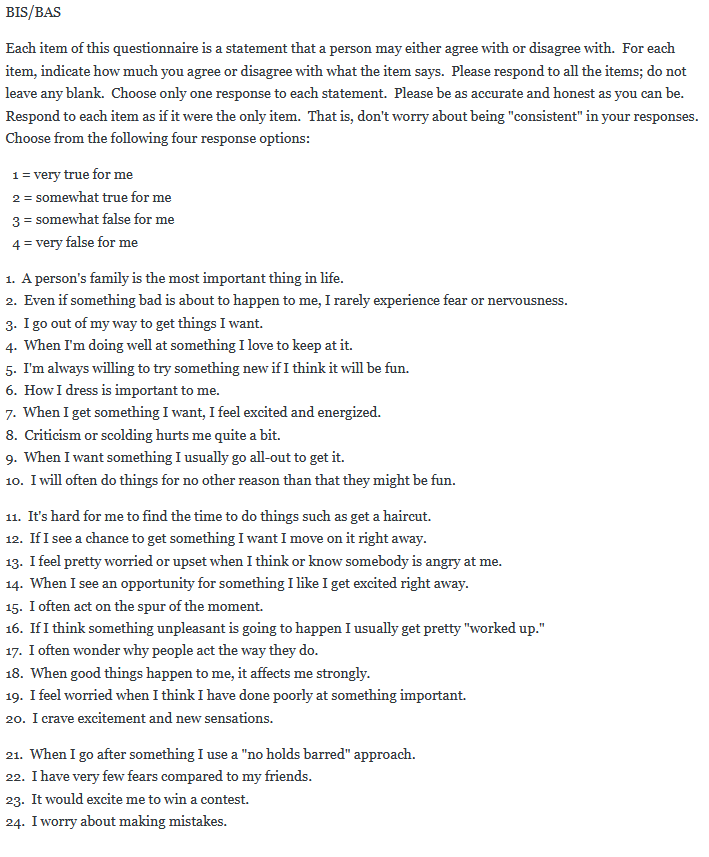 BIS/BAS
Each item of this questionnaire is a statement that a person may either agree with or disagree with.  For each
item, indicate how much you agree or disagree with what the item says.  Please respond to all the items; do not
leave any blank.  Choose only one response to each statement.  Please be as accurate and honest as you can be.
Respond to each item as if it were the only item.  That is, don't worry about being "consistent" in your responses.
Choose from the following four response options:
1 = very true for me
2 = somewhat true for me
3 = somewhat false for me
4 = very false for me
1.  A person's family is the most important thing in life.
2.  Even if something bad is about to happen to me, I rarely experience fear or nervousness.
3.  I go out of my way to get things I want.
4.  When I'm doing well at something I love to keep at it.
5.  I'm always willing to try something new if I think it will be fun.
6.  How I dress is important to me.
7.  When I get something I want, I feel excited and energized.
8.  Criticism or scolding hurts me quite a bit.
9.  When I want something I usually go all-out to get it.
10.  I will often do things for no other reason than that they might be fun.
11.  It's hard for me to find the time to do things such as get a haircut.
12.  If I see a chance to get something I want I move on it right away.
13.  I feel pretty worried or upset when I think or know somebody is angry at me.
14.  When I see an opportunity for something I like I get excited right away.
15.  I often act on the spur of the moment.
16.  If I think something unpleasant is going to happen I usually get pretty "worked up."
17.  I often wonder why people act the way they do.
18.  When good things happen to me, it affects me strongly.
19.  I feel worried when I think I have done poorly at something important.
20.  I crave excitement and new sensations.
21.  When I go after something I use a "no holds barred" approach.
22.  I have very few fears compared to my friends.
23.  It would excite me to win a contest.
24.  I worry about making mistakes.